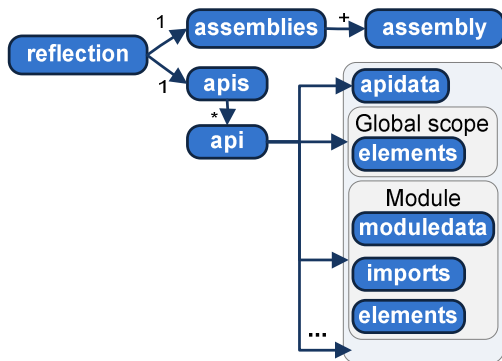 reflection
1
assemblies
+
assembly
1
apis
*
api
apidata
Global scope
elements
Module
moduledata
imports
elements
...